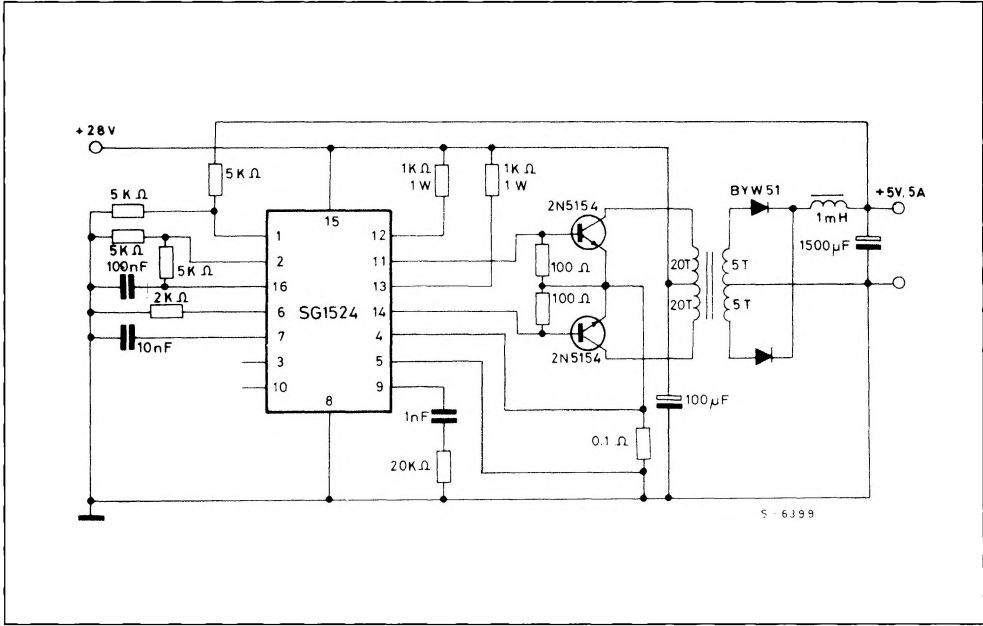 +28V
5KΩ
5KΩ
1KΩ
1W
1KΩ
1W
5KΩ
100nF
5KΩ
2KΩ
10nF
15
1
2
16
6
7
3
10
8
12
11
13
14
4
5
9
SG1524
2N5154
100Ω
100Ω
2N5154
1nF
20KΩ
0.1Ω
100μF
20T
20T
5T
5T
BYW51
1mH
+5V,5A
1500μF
S-6399